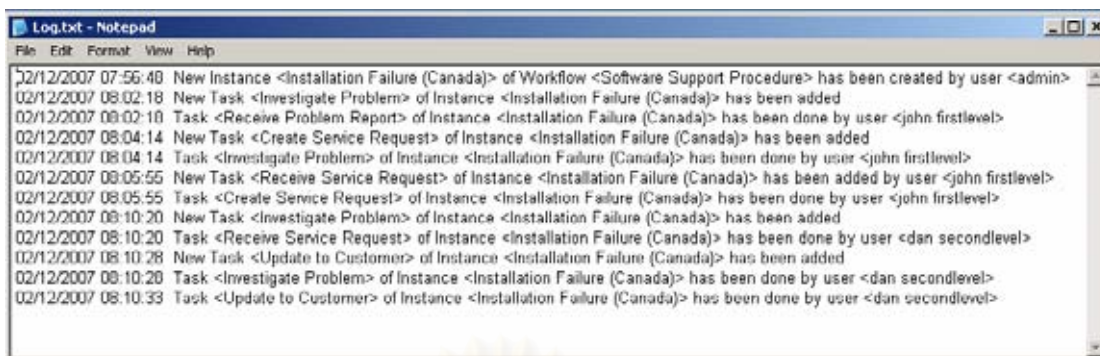 Log.txt - Notepad
File Edit Format View Help
02/12/2007 07:56:48 New Instance <Installation Failure (Canada)> of Workflow <Software Support Procedure> has been created by user <admin>
02/12/2007 08:02:18 New Task <Investigate Problem> of Instance <Installation Failure (Canada)> has been added
02/12/2007 08:02:18 Task <Receive Problem Report> of Instance <Installation Failure (Canada)> has been done by user <john firstlevel>
02/12/2007 08:04:14 New Task <Create Service Request> of Instance <Installation Failure (Canada)> has been added
02/12/2007 08:04:14 Task <Investigate Problem> of Instance <Installation Failure (Canada)> has been done by user <john firstlevel>
02/12/2007 08:05:55 New Task <Receive Service Request> of Instance <Installation Failure (Canada)> has been added by user <john firstlevel>
02/12/2007 08:05:55 Task <Create Service Request> of Instance <Installation Failure (Canada)> has been done by user <john firstlevel>
02/12/2007 08:10:20 New Task <Investigate Problem> of Instance <Installation Failure (Canada)> has been added
02/12/2007 08:10:20 Task <Receive Service Request> of Instance <Installation Failure (Canada)> has been done by user <dan secondlevel>
02/12/2007 08:10:28 New Task <Update to Customer> of Instance <Installation Failure (Canada)> has been added
02/12/2007 08:10:28 Task <Investigate Problem> of Instance <Installation Failure (Canada)> has been done by user <dan secondlevel>
02/12/2007 08:10:33 Task <Update to Customer> of Instance <Installation Failure (Canada)> has been done by user <dan secondlevel>